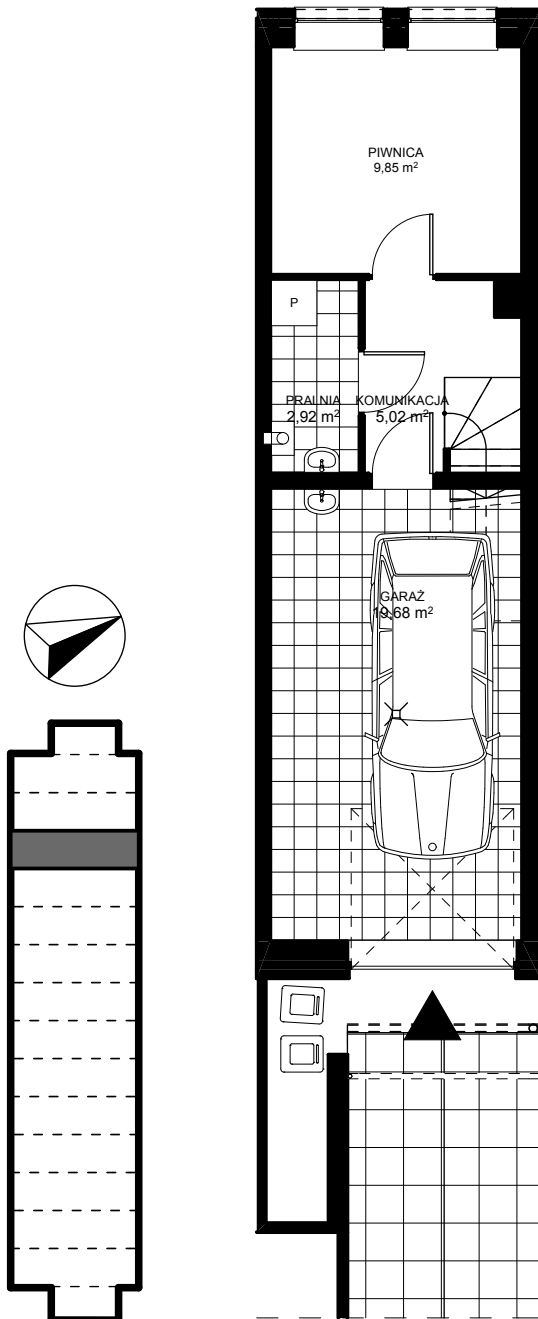 PIWNICA
9,85 m²
P
PRALNIA
2,92 m²
KOMUNIKACJA
5,02 m²
GARAŻ
19,68 m²